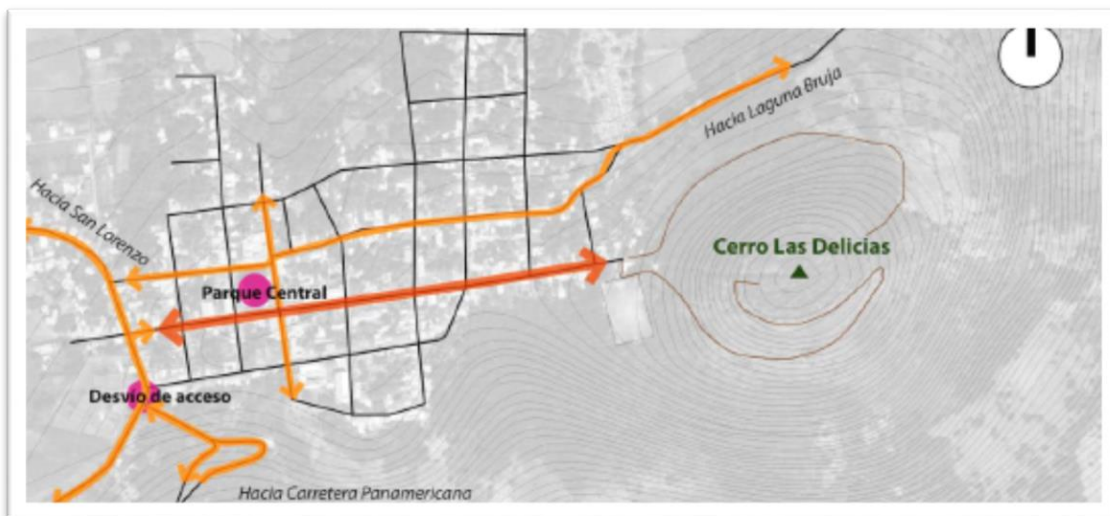 Hacia Laguna Bruja
Hacia San Lorenzo
Cerro Las Delicias
Parque Central
Desvío de acceso
Hacia Carretera Panamericana